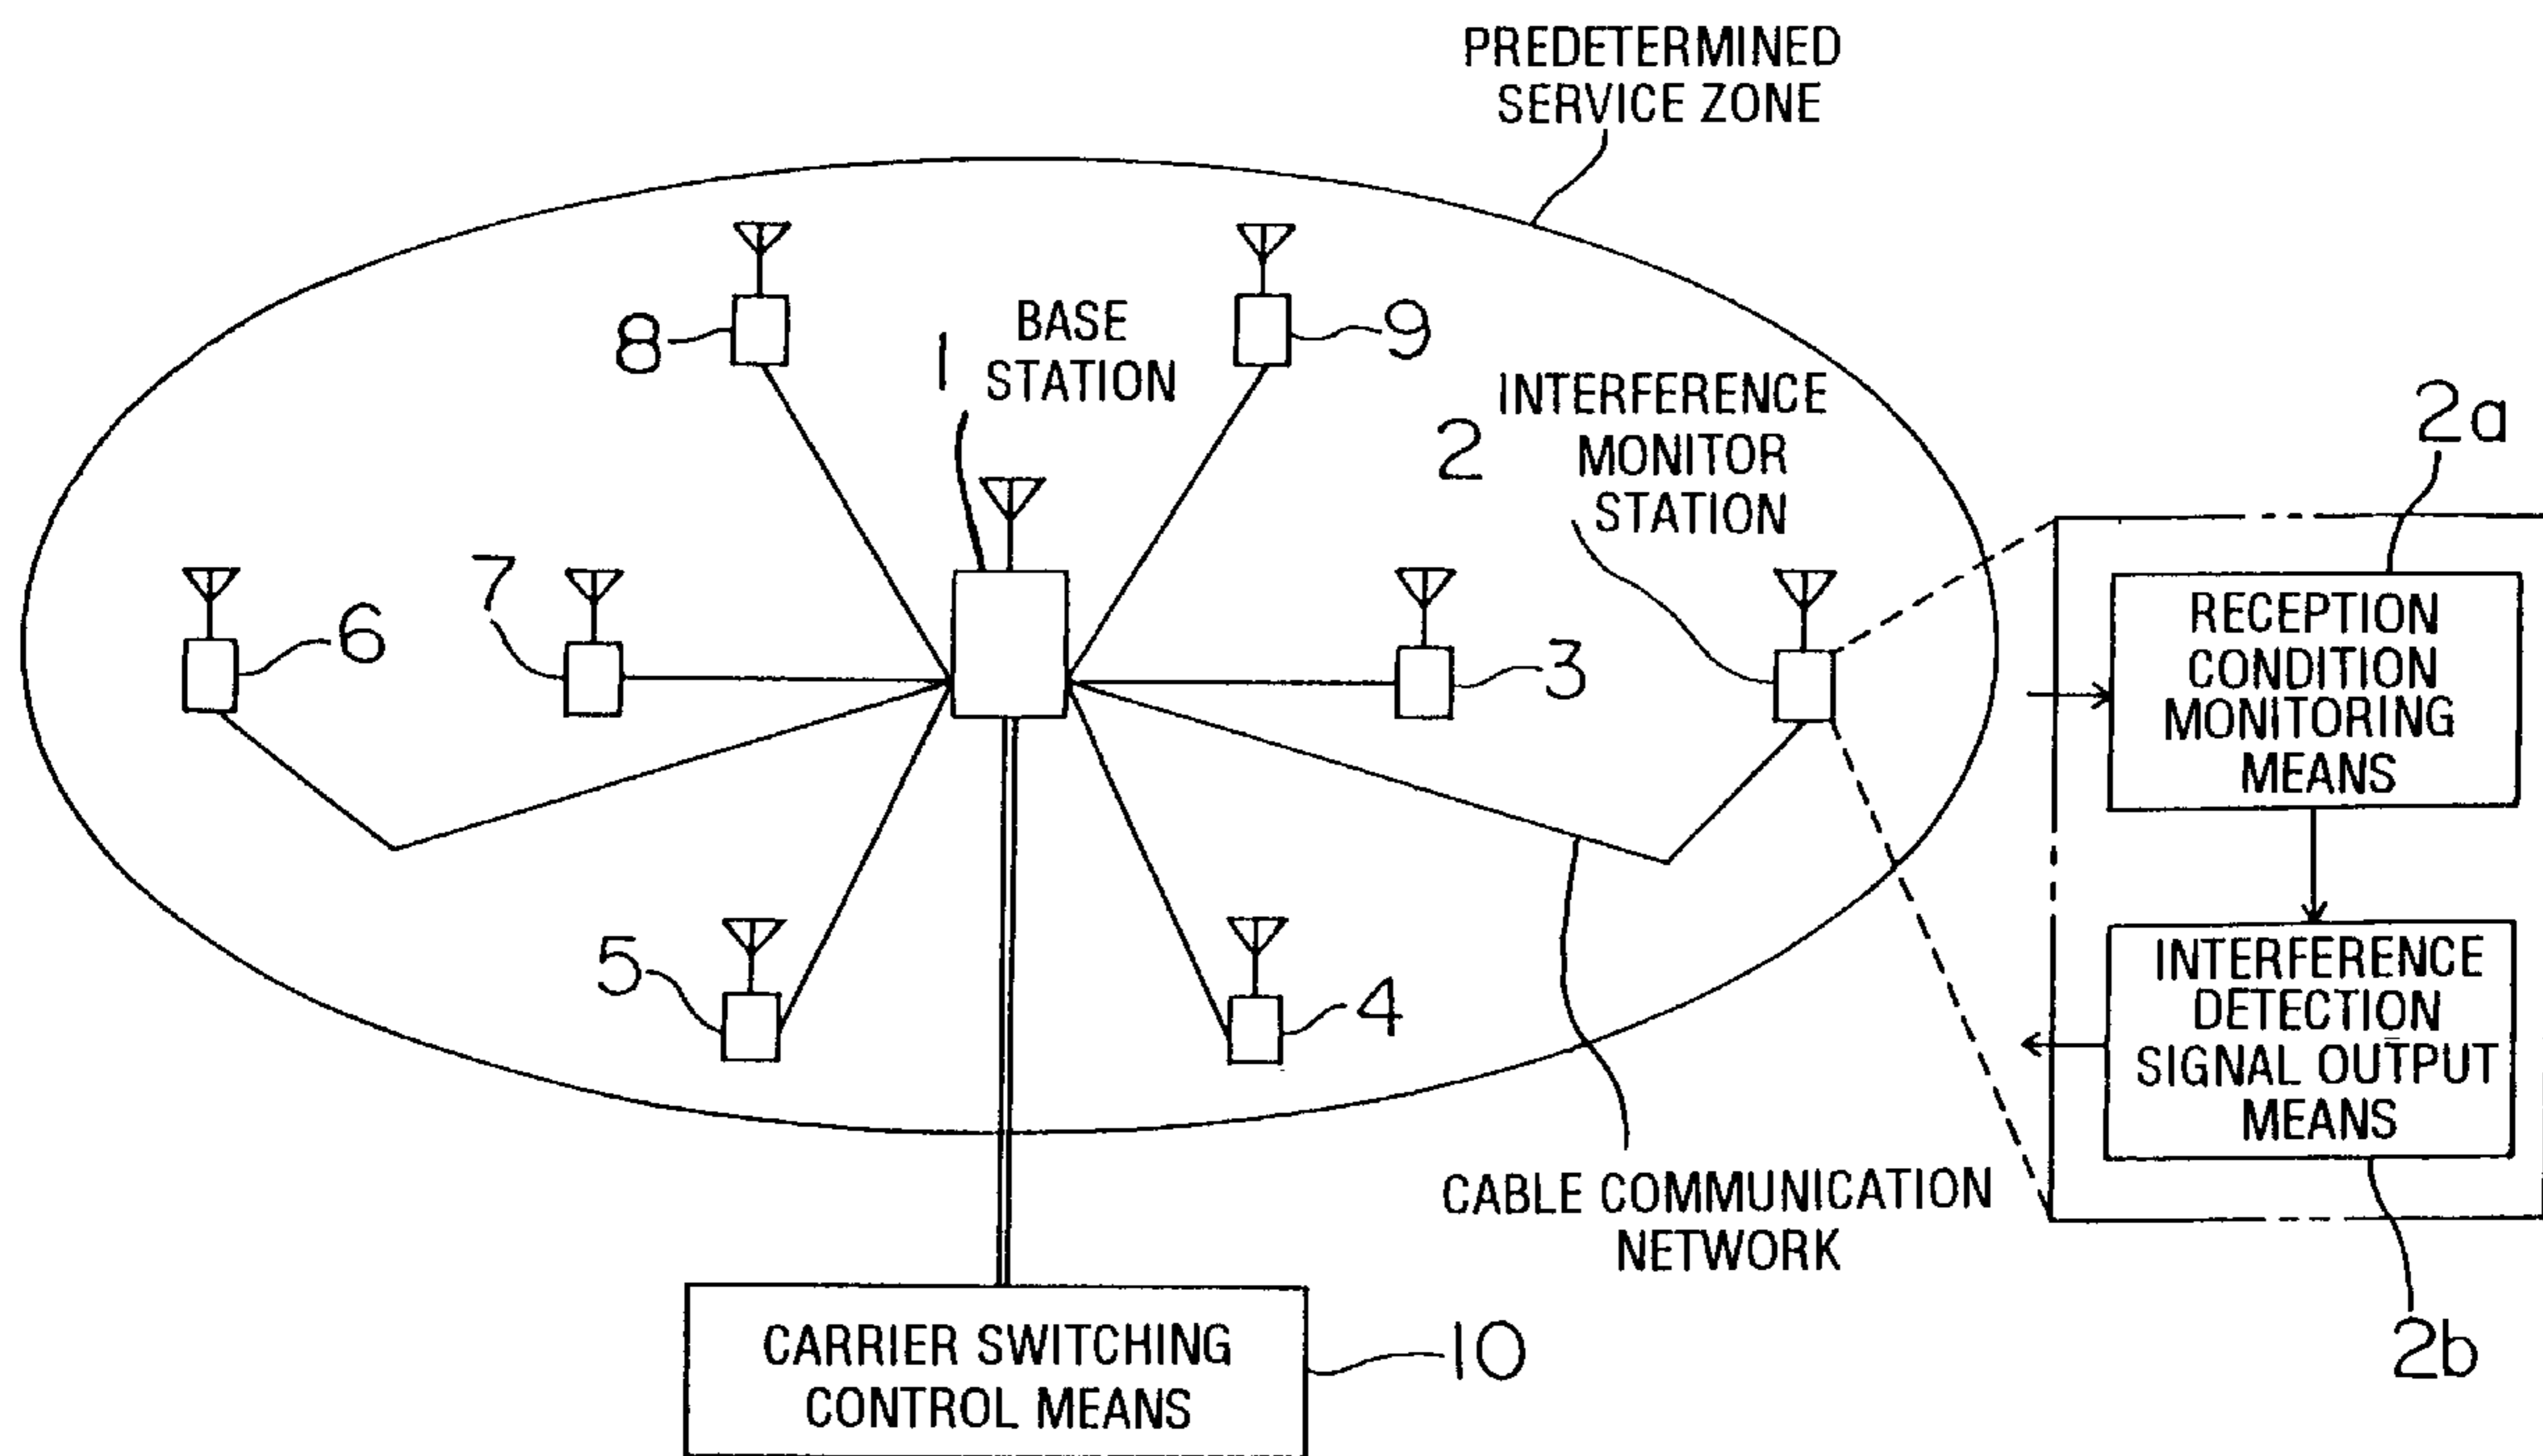 PREDETERMINED
SERVICE ZONE
8
1
BASE
STATION
9
2
INTERFERENCE
MONITOR
STATION
2a
6
7
3
RECEPTION
CONDITION
MONITORING
MEANS
5
4
INTERFERENCE
DETECTION
SIGNAL OUTPUT
MEANS
CABLE COMMUNICATION
NETWORK
2b
CARRIER SWITCHING
CONTROL MEANS
10